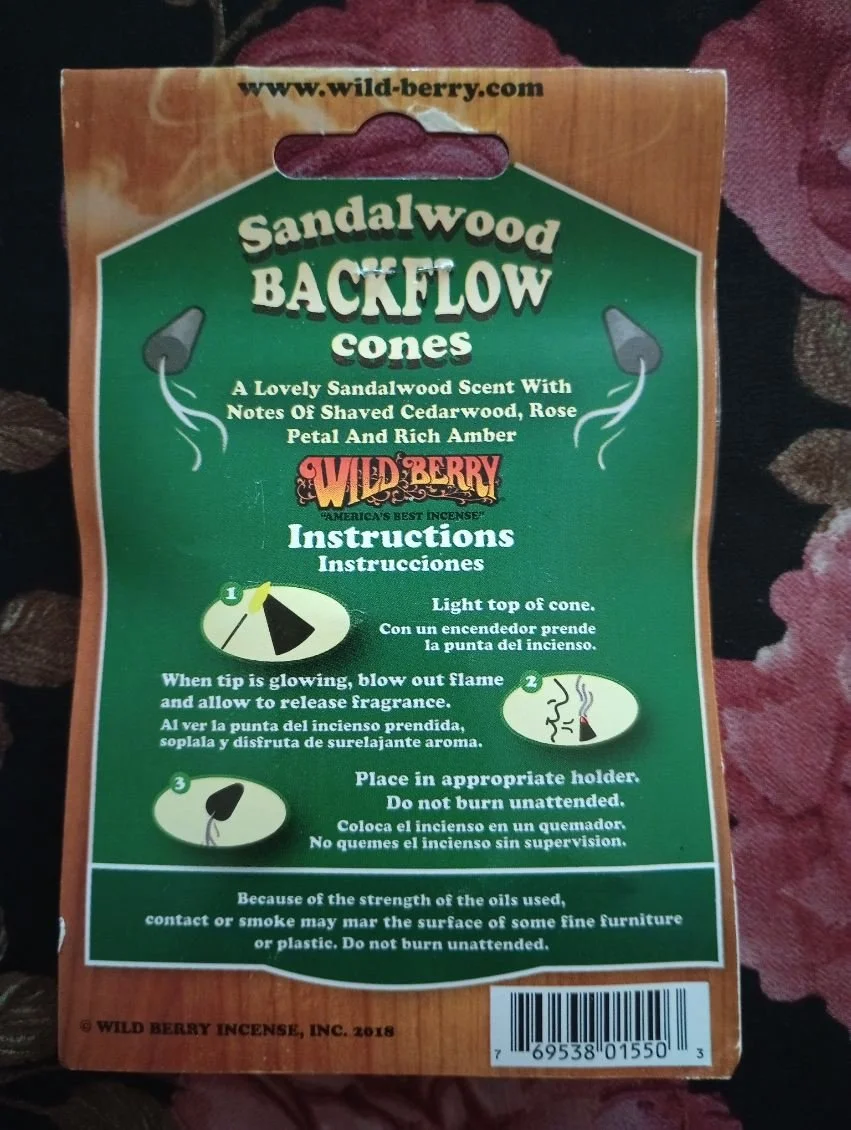 www.wild-berry.com
Sandalwood
BACKFLOW
cones
A Lovely Sandalwood Scent With
Notes Of Shaved Cedarwood, Rose
Petal And Rich Amber
WILD BERRY
"AMERICA'S BEST INCENSE"
Instructions
Instrucciones
1
Light top of cone.
Con un encendedor prende
la punta del incienso.
When tip is glowing, blow out flame
and allow to release fragrance.
Al ver la punta del incienso prendida,
soplala y disfruta de surelajante aroma.
2
3
Place in appropriate holder.
Do not burn unattended.
Coloca el incienso en un quemador.
No quemes el incienso sin supervision.
Because of the strength of the oils used,
contact or smoke may mar the surface of some fine furniture
or plastic. Do not burn unattended.
© WILD BERRY INCENSE, INC. 2018
7 69538 01550 3